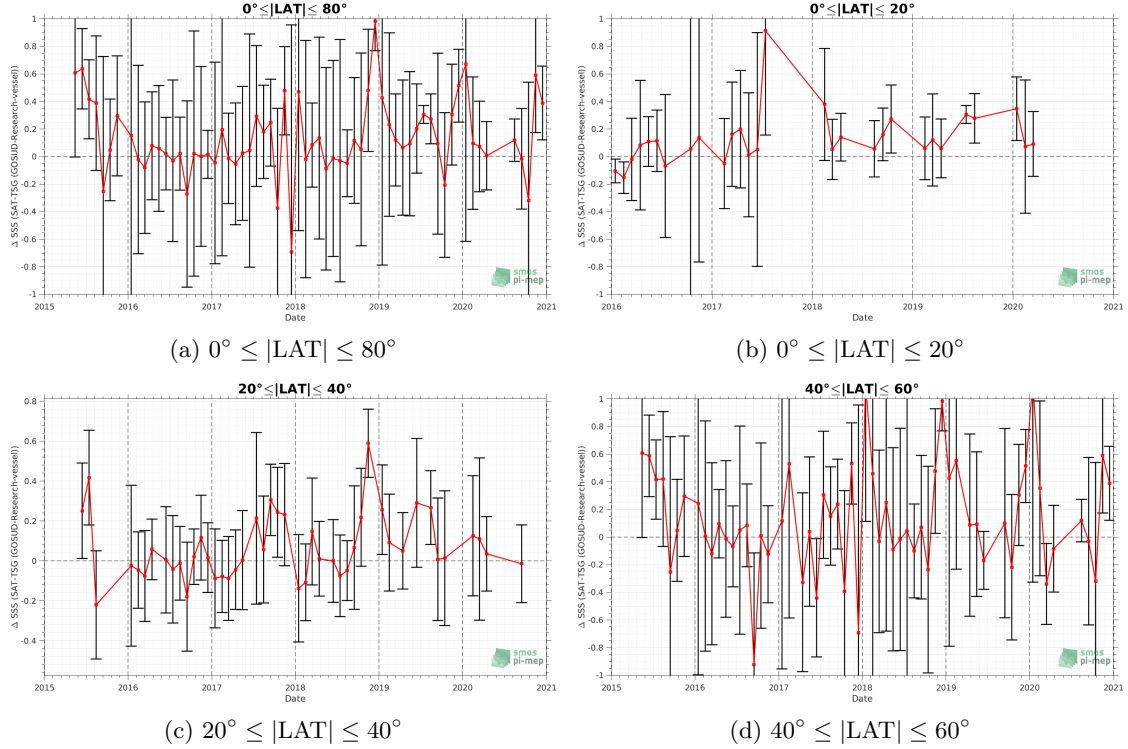 0°≤|LAT|≤ 80°
Δ SSS (SAT-TSG (GOSUD-Research-vessel))
1
0.8
0.6
0.4
0.2
0
-0.2
-0.4
-0.6
-0.8
-1
2015
2016
2017
2018
2019
2020
2021
Date
smos
pi-mep
(a) 0° ≤ |LAT| ≤ 80°
0°≤|LAT|≤ 20°
Δ SSS (SAT-TSG (GOSUD-Research-vessel))
1
0.8
0.6
0.4
0.2
0
-0.2
-0.4
-0.6
-0.8
-1
2016
2017
2018
2019
2020
2021
Date
smos
pi-mep
(b) 0° ≤ |LAT| ≤ 20°
20°≤|LAT|≤ 40°
Δ SSS (SAT-TSG (GOSUD-Research-vessel))
0.8
0.6
0.4
0.2
0
-0.2
-0.4
2015
2016
2017
2018
2019
2020
2021
Date
smos
pi-mep
(c) 20° ≤ |LAT| ≤ 40°
40°≤|LAT|≤ 60°
Δ SSS (SAT-TSG (GOSUD-Research-vessel))
1
0.8
0.6
0.4
0.2
0
-0.2
-0.4
-0.6
-0.8
-1
2015
2016
2017
2018
2019
2020
2021
Date
smos
pi-mep
(d) 40° ≤ |LAT| ≤ 60°